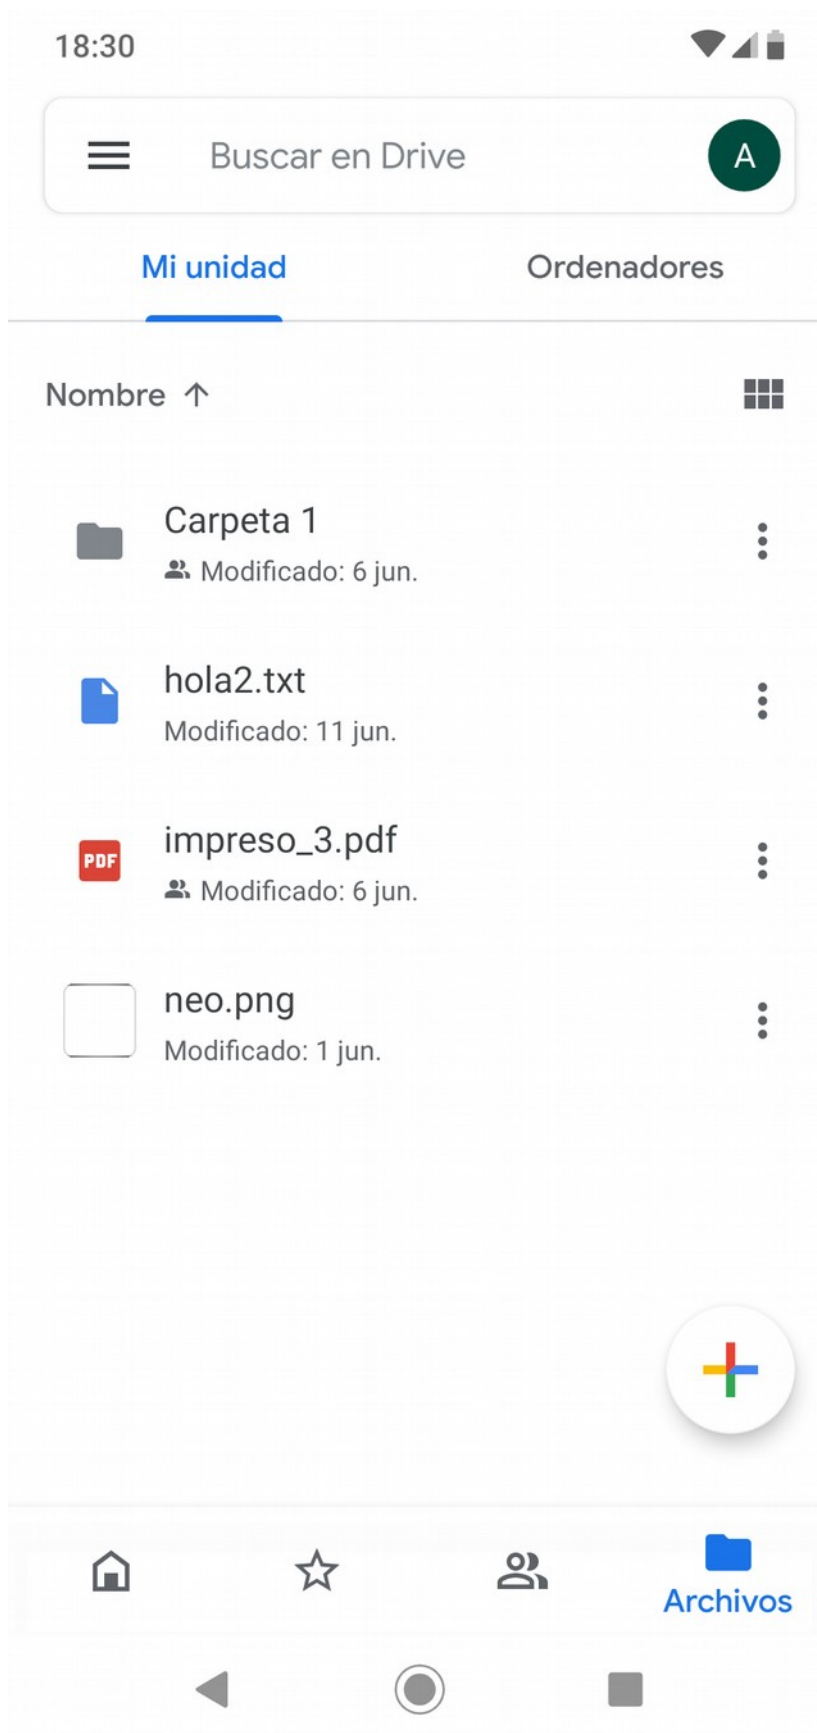 18:30
Buscar en Drive
A
Mi unidad
Ordenadores
Nombre
Carpeta 1
Modificado: 6 jun.
hola2.txt
Modificado: 11 jun.
PDF
impreso_3.pdf
Modificado: 6 jun.
neo.png
Modificado: 1 jun.
Archivos